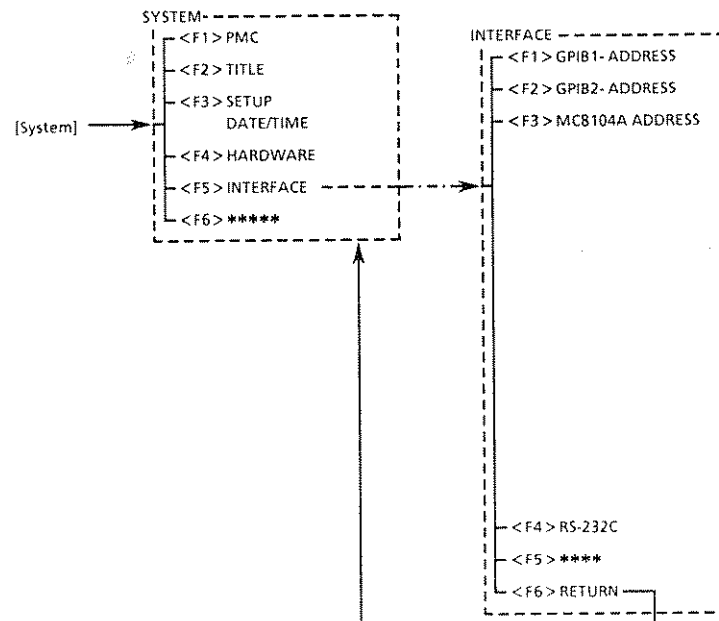 SYSTEM
<F1> PMC
<F2> TITLE
<F3> SETUP
DATE/TIME
[System]
<F4> HARDWARE
<F5> INTERFACE
<F6> *****
INTERFACE
<F1> GPIB1- ADDRESS
<F2> GPIB2- ADDRESS
<F3> MC8104A ADDRESS
<F4> RS-232C
<F5> ****
<F6> RETURN